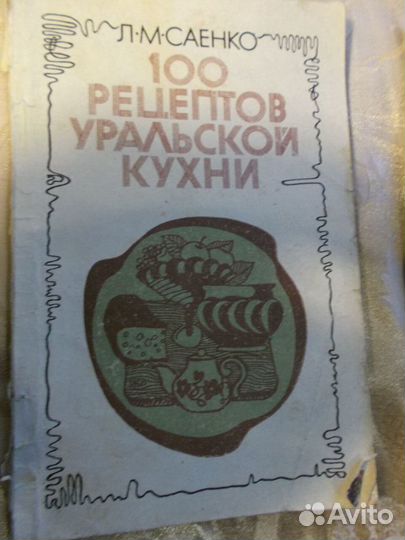 Л·М·САЕНКО
100
РЕЦЕПТОВ
УРАЛЬСКОЙ
КУХНИ
Avito